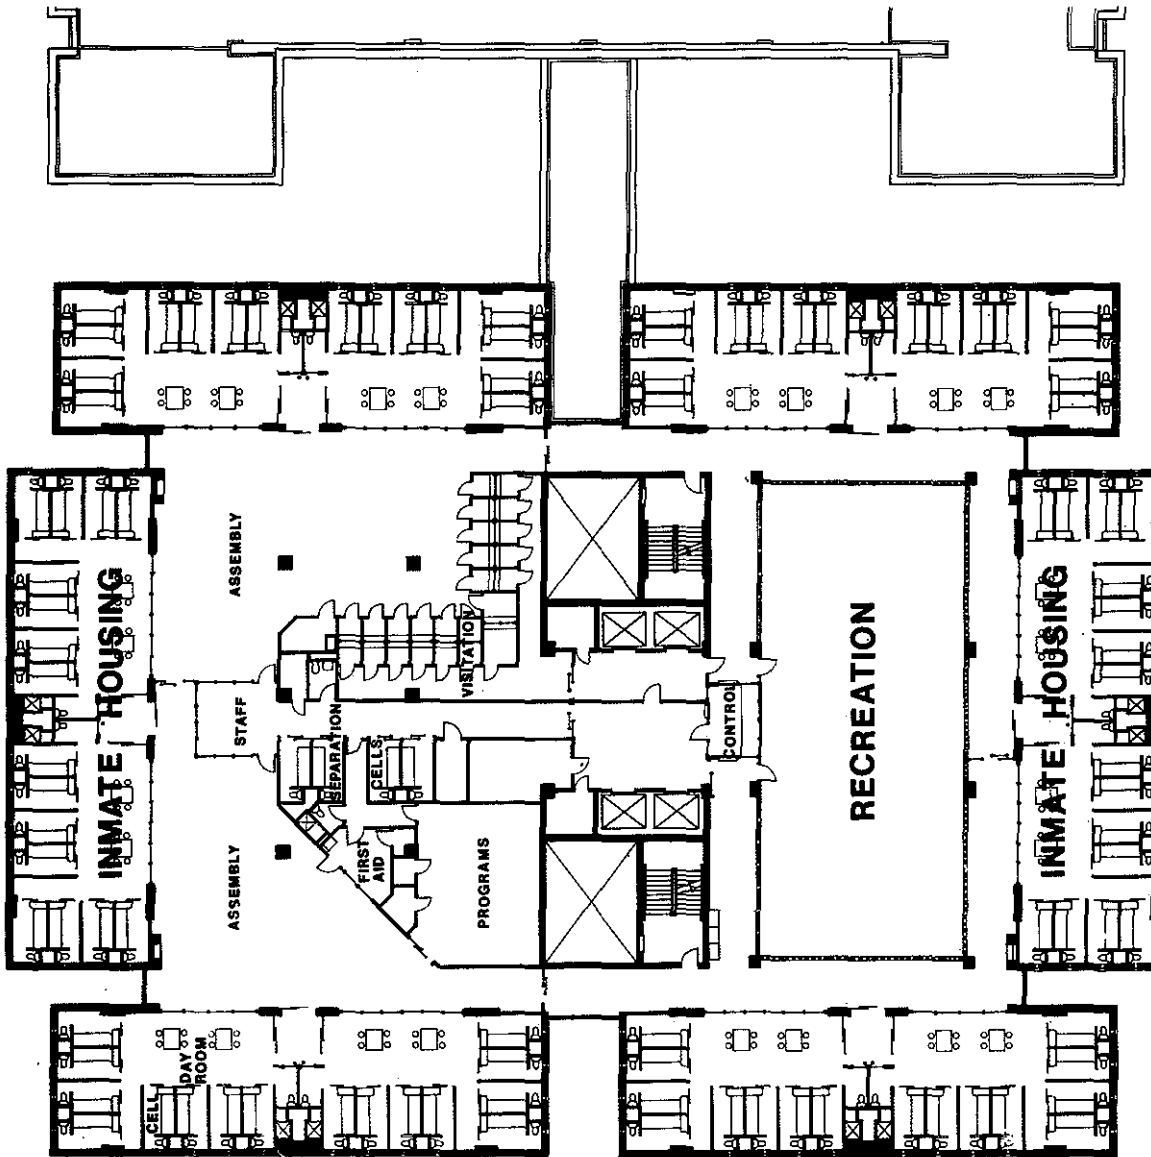 ASSEMBLY
INMATE HOUSING
VISITATION
STAFF
SEPARATION
CELLS
CONTROL
RECREATION
INMATE HOUSING
ASSEMBLY
FIRST
AID
PROGRAMS
CELL
DAY
ROOM